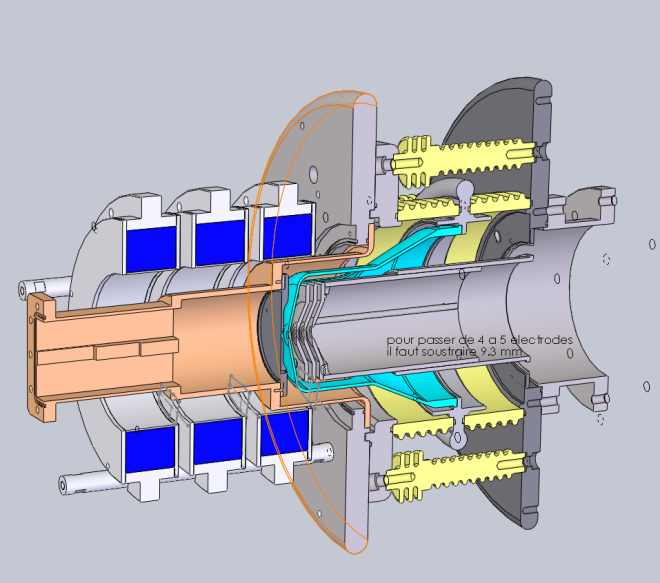 pour passer de 4 a 5 electrodes
il faut soustraire 9.3 mm